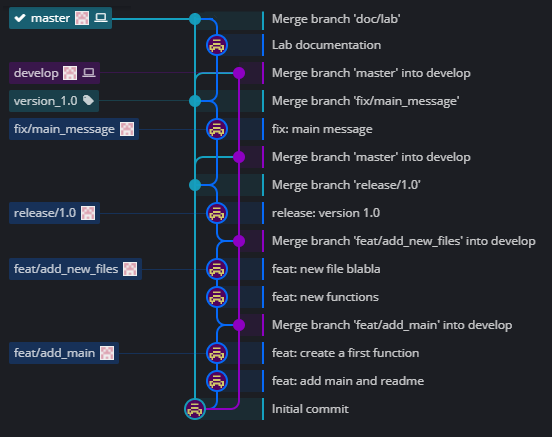 master Merge branch 'doc/lab'
Lab documentation
develop Merge branch 'master' into develop
version_1.0 Merge branch 'fix/main_message'
fix/main_message fix: main message
Merge branch 'master' into develop
Merge branch 'release/1.0'
release/1.0 release: version 1.0
Merge branch 'feat/add_new_files' into develop
feat/add_new_files feat: new file blabla
feat: new functions
Merge branch 'feat/add_main' into develop
feat/add_main feat: create a first function
feat: add main and readme
Initial commit